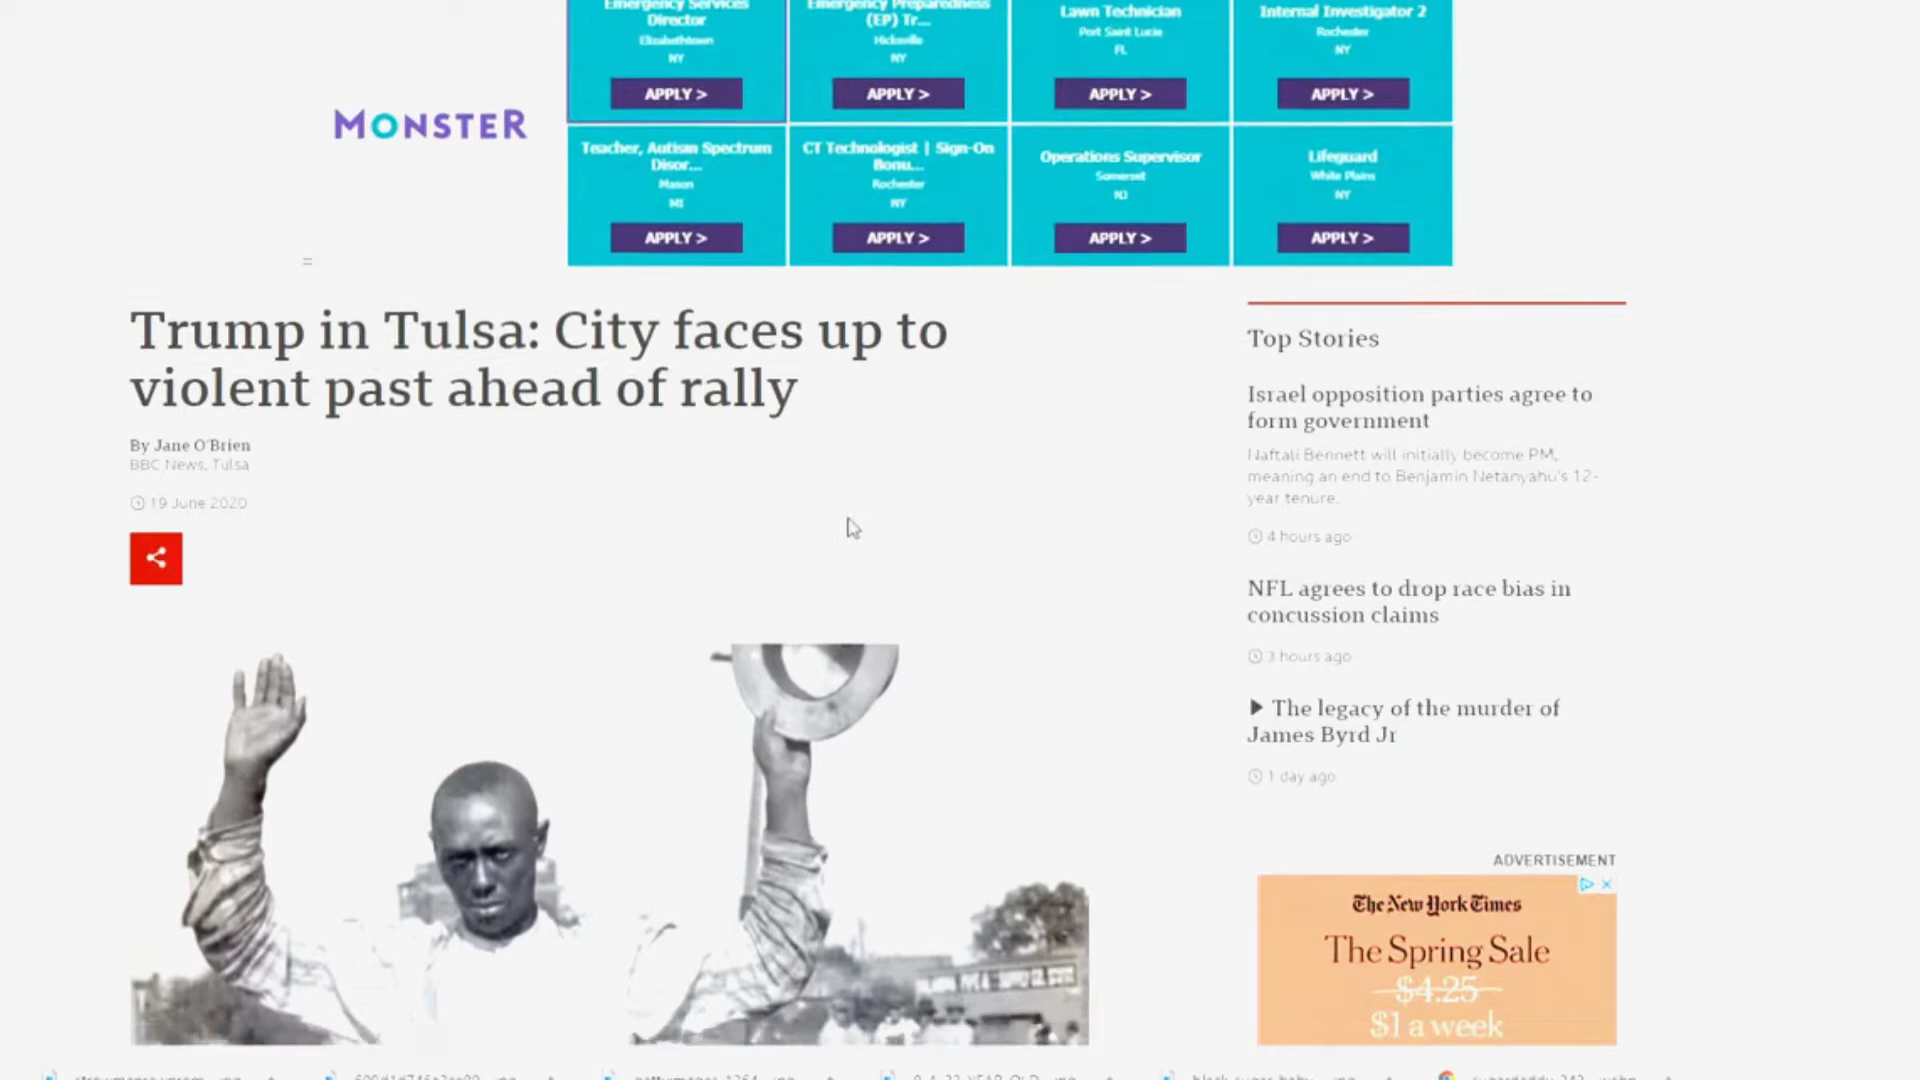 Emergency Services
Director
Elizabethtown
NY
APPLY >
Emergency Preparedness
(EP) Tr...
Hicksville
NY
APPLY >
Lawn Technician
Port Saint Lucie
FL
APPLY >
Internal Investigator 2
Rochester
NY
APPLY >
MONSTER
Teacher, Autism Spectrum
Disor...
Mason
MI
APPLY >
CT Technologist | Sign-On
Bonu...
Rochester
NY
APPLY >
Operations Supervisor
Somerset
NJ
APPLY >
Lifeguard
White Plains
NY
APPLY >
Trump in Tulsa: City faces up to
violent past ahead of rally
By Jane O'Brien
BBC News, Tulsa
19 June 2020
Top Stories
Israel opposition parties agree to
form government
Naftali Bennett will initially become PM,
meaning an end to Benjamin Netanyahu's 12-
year tenure.
4 hours ago
NFL agrees to drop race bias in
concussion claims
3 hours ago
The legacy of the murder of
James Byrd Jr
1 day ago
ADVERTISEMENT
The New York Times
The Spring Sale
$4.25
$1 a week